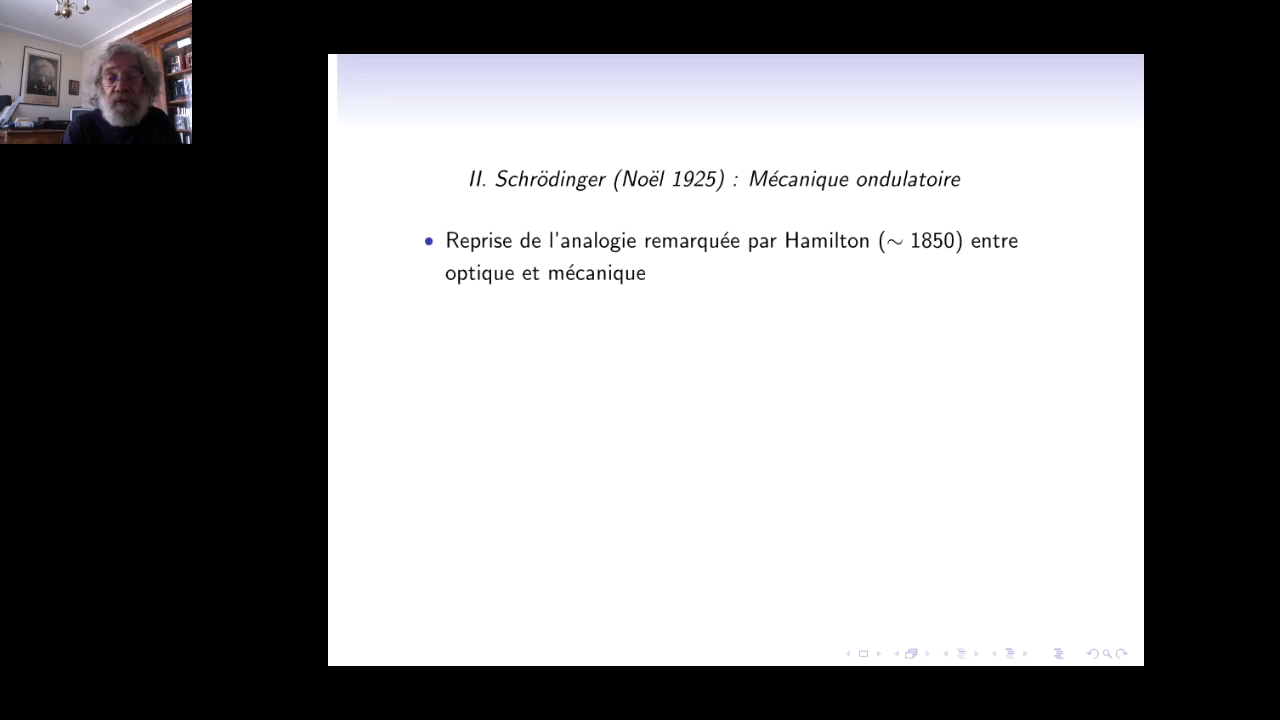 II. Schrödinger (Noël 1925) : Mécanique ondulatoire
• Reprise de l'analogie remarquée par Hamilton (∼ 1850) entre
optique et mécanique